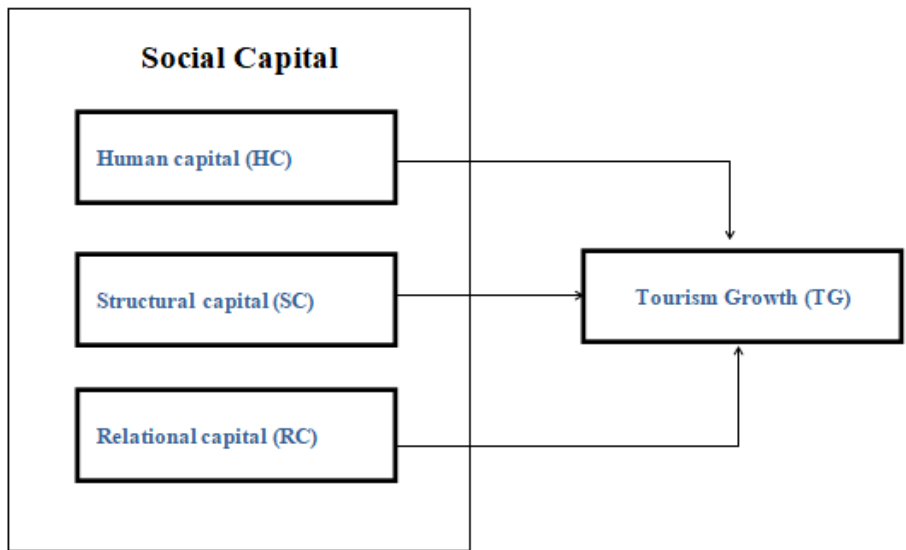 Social Capital
Human capital (HC)
Structural capital (SC)
Tourism Growth (TG)
Relational capital (RC)